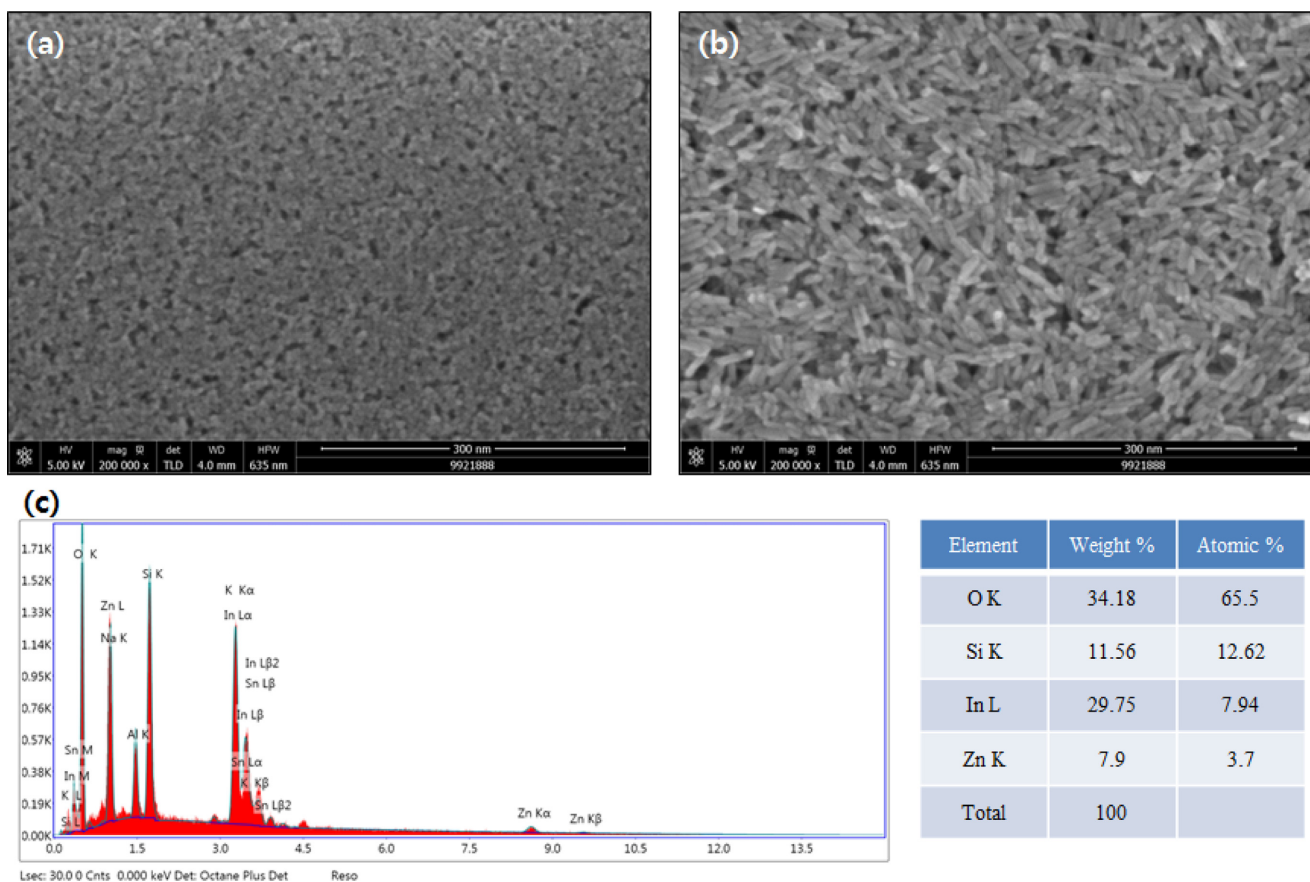 (a)
HV mag det WD HFW 300 nm
5.00 kV 200 000 x TLD 4.0 mm 635 nm 9921888
(b)
HV mag det WD HFW 300 nm
5.00 kV 200 000 x TLD 4.0 mm 635 nm 9921888
(c)
1.71K
1.52K
1.33K
1.14K
0.95K
0.76K
0.57K
0.38K
0.19K
0.00K
O K
Zn L
Na K
Sn M
In M
K L
Si L
Al K
Si K
K Kα
In Lα
In Lβ2
Sn Lβ
In Lβ
Sn Lα
K Kβ
Sn Lβ2
Zn Kα
Zn Kβ
0.0 1.5 3.0 4.5 6.0 7.5 9.0 10.5 12.0 13.5
Lsec: 30.0 0 Cnts 0.000 keV Det: Octane Plus Det Reso
Element Weight % Atomic %
O K 34.18 65.5
Si K 11.56 12.62
In L 29.75 7.94
Zn K 7.9 3.7
Total 100